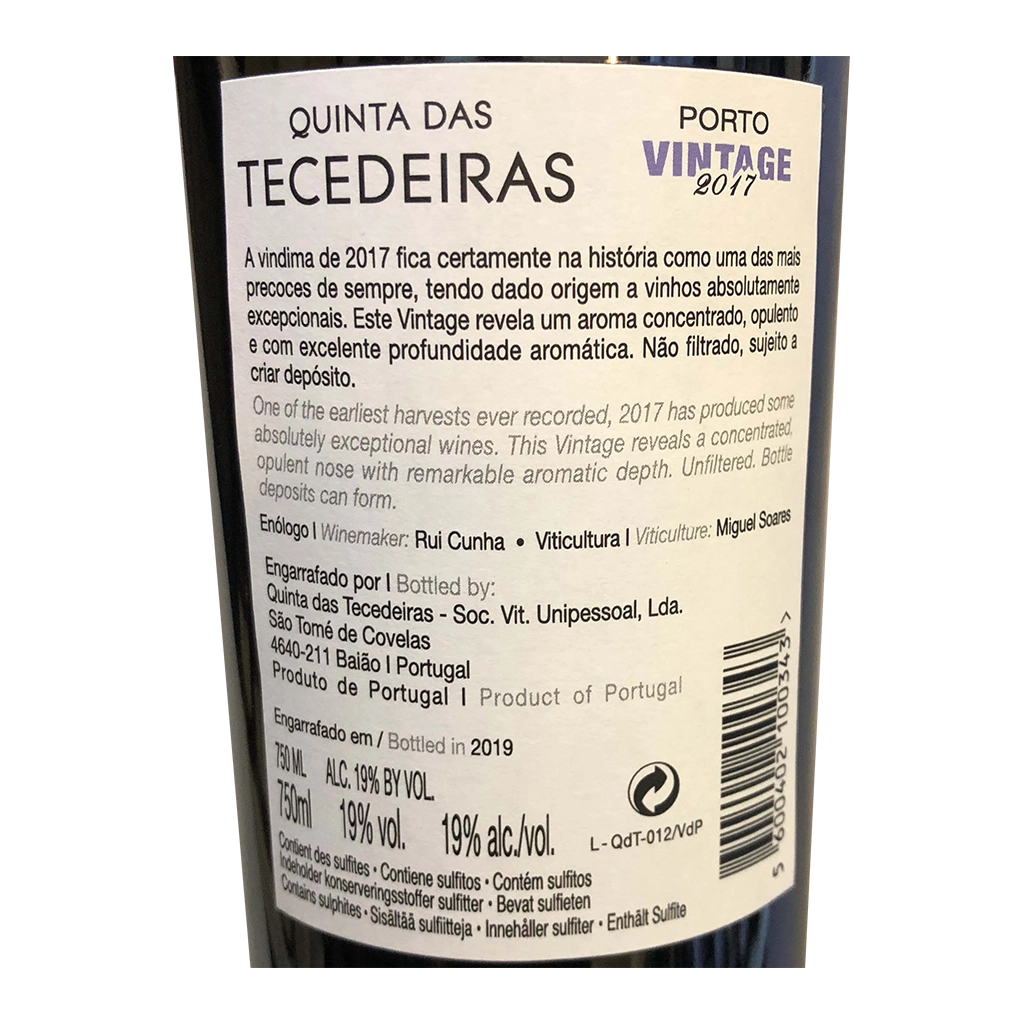 QUINTA DAS
TECEDEIRAS
PORTO
VINTAGE
2017
A vindima de 2017 fica certamente na história como uma das mais
precoces de sempre, tendo dado origem a vinhos absolutamente
excepcionais. Este Vintage revela um aroma concentrado, opulento
e com excelente profundidade aromática. Não filtrado, sujeito a
criar depósito.
One of the earliest harvests ever recorded, 2017 has produced some
absolutely exceptional wines. This Vintage reveals a concentrated,
opulent nose with remarkable aromatic depth. Unfiltered. Bottle
deposits can form.
Enólogo | Winemaker: Rui Cunha • Viticultura | Viticulture: Miguel Soares
Engarrafado por | Bottled by:
Quinta das Tecedeiras - Soc. Vit. Unipessoal, Lda.
São Tomé de Covelas
4640-211 Baião | Portugal
Produto de Portugal | Product of Portugal
Engarrafado em / Bottled in 2019
750 ML ALC. 19% BY VOL.
750ml 19% vol. 19% alc./vol.
L - QdT-012/VdP
Contient des sulfites • Contiene sulfitos • Contém sulfitos
Indeholder konserveringsstoffer sulfitter • Bevat sulfieten
Contains sulphites • Sisältää sulfiitteja • Innehåller sulfiter • Enthält Sulfite
5 600402 100343 >